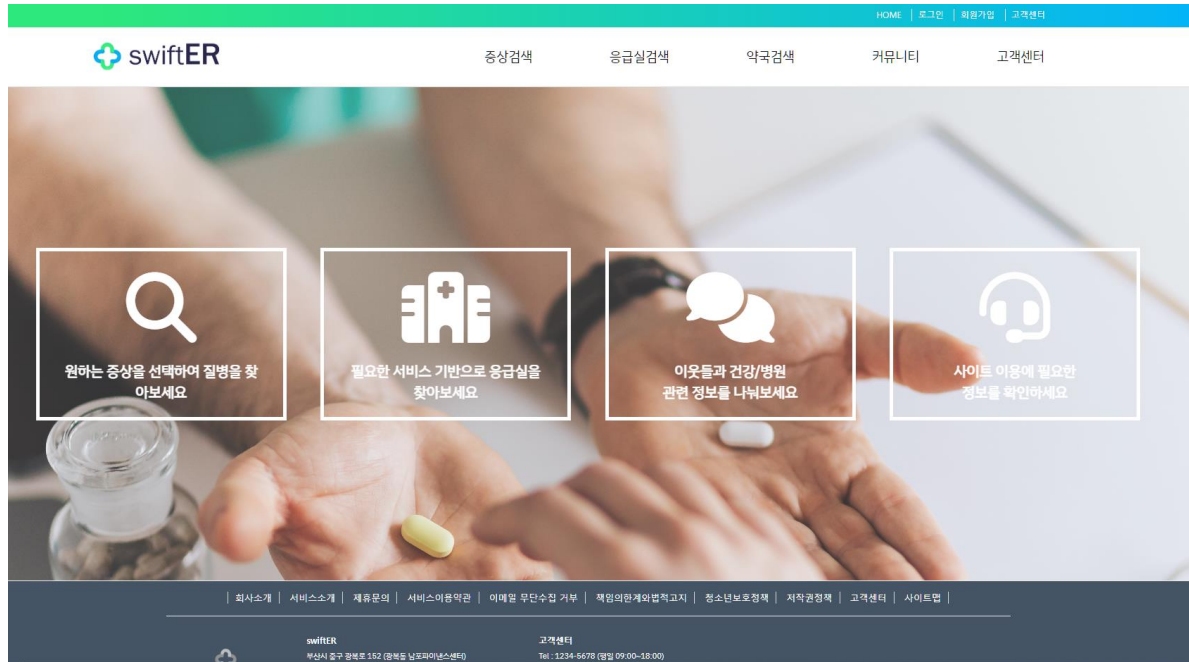 HOME | 로그인 | 회원가입 | 고객센터
swiftER
증상검색 응급실검색 약국검색 커뮤니티 고객센터
원하는 증상을 선택하여 질병을 찾
아보세요
필요한 서비스 기반으로 응급실을
찾아보세요
이웃들과 건강/병원
관련 정보를 나눠보세요
사이트 이용에 필요한
정보를 확인하세요
| 회사소개 | 서비스소개 | 제휴문의 | 서비스이용약관 | 이메일 무단수집 거부 | 책임의한계와법적고지 | 청소년보호정책 | 저작권정책 | 고객센터 | 사이트맵 |
swiftER 고객센터
부산시 중구 광복로 152 (광복동 남포파이낸스센터) Tel : 1234-5678 (평일 09:00~18:00)